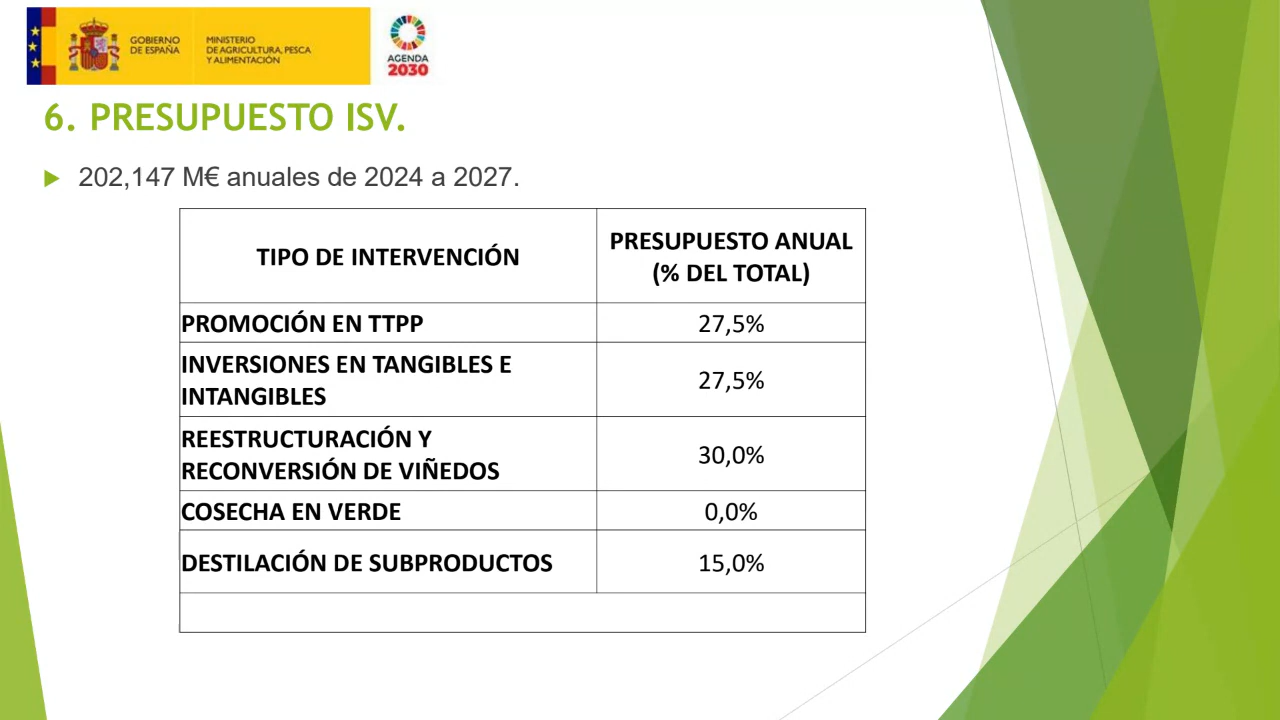 GOBIERNO
DE ESPAÑA
MINISTERIO
DE AGRICULTURA, PESCA
Y ALIMENTACIÓN
AGENDA
2030
6. PRESUPUESTO ISV.
202,147 M€ anuales de 2024 a 2027.
TIPO DE INTERVENCIÓN
PRESUPUESTO ANUAL
(% DEL TOTAL)
PROMOCIÓN EN TTPP
27,5%
INVERSIONES EN TANGIBLES E
INTANGIBLES
27,5%
REESTRUCTURACIÓN Y
RECONVERSIÓN DE VIÑEDOS
30,0%
COSECHA EN VERDE
0,0%
DESTILACIÓN DE SUBPRODUCTOS
15,0%